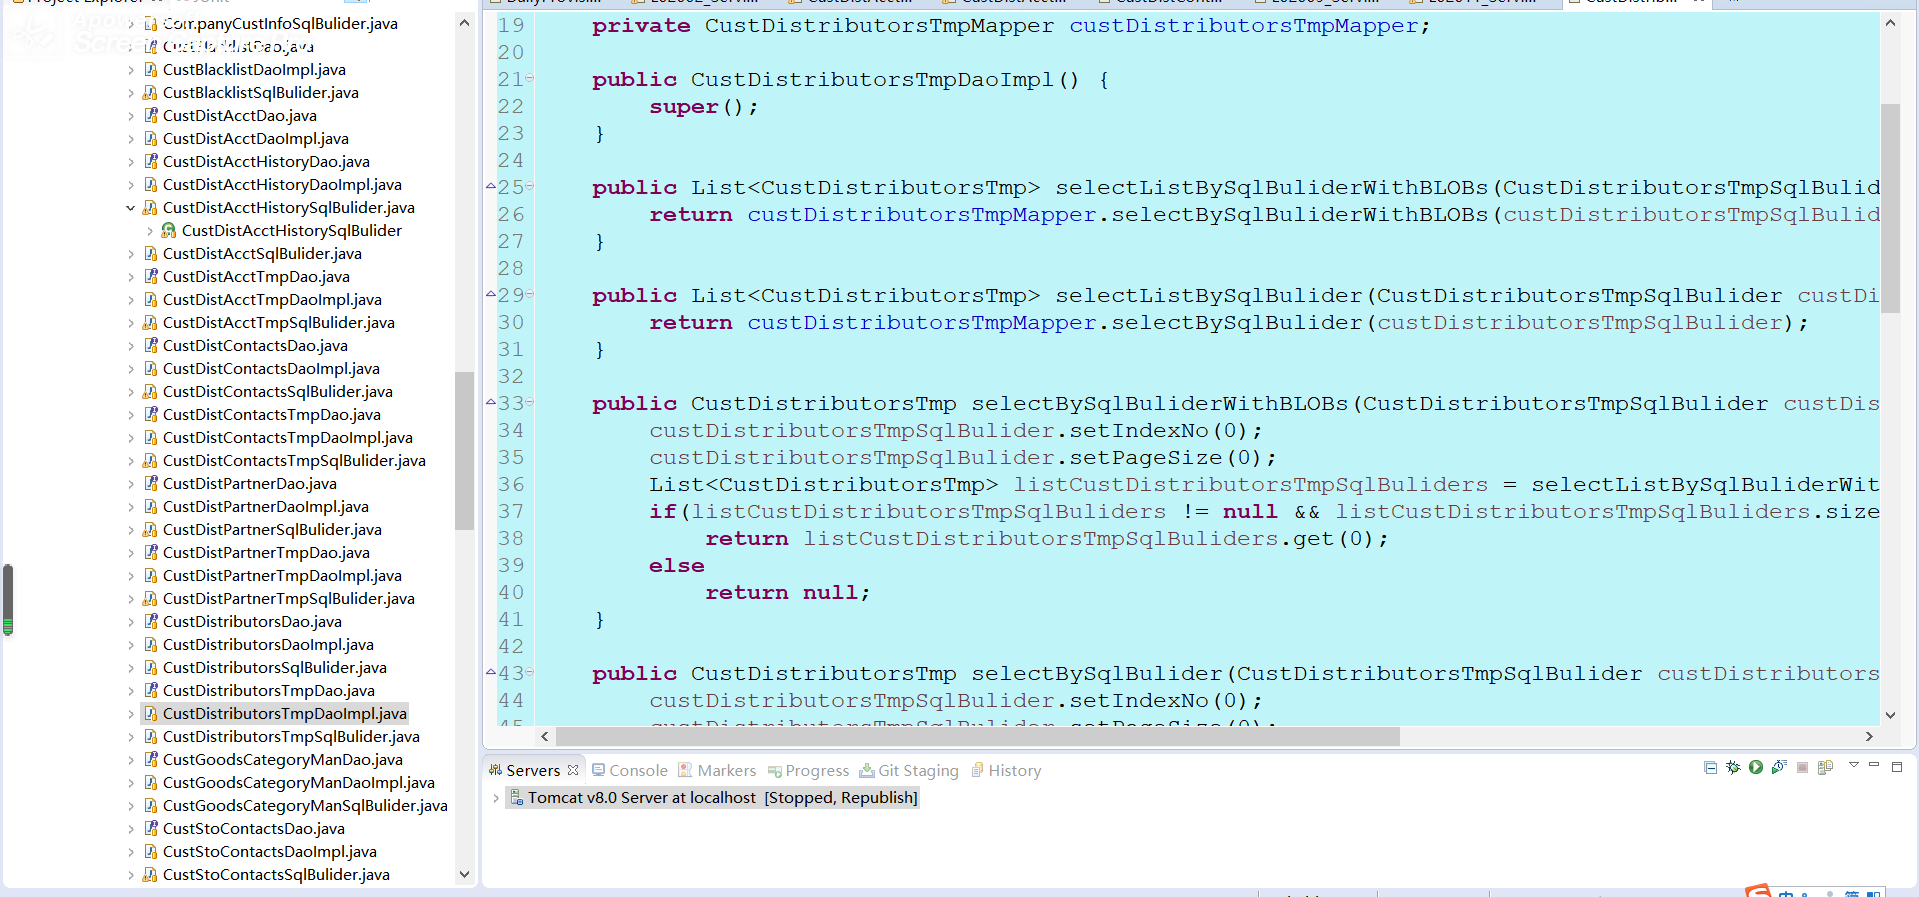 Project Explorer
CompanyCustInfoSqlBulider.java
CustBlacklistDao.java
CustBlacklistDaoImpl.java
CustBlacklistSqlBulider.java
CustDistAcctDao.java
CustDistAcctDaoImpl.java
CustDistAcctHistoryDao.java
CustDistAcctHistoryDaoImpl.java
CustDistAcctHistorySqlBulider.java
CustDistAcctHistorySqlBulider
CustDistAcctSqlBulider.java
CustDistAcctTmpDao.java
CustDistAcctTmpDaoImpl.java
CustDistAcctTmpSqlBulider.java
CustDistContactsDao.java
CustDistContactsDaoImpl.java
CustDistContactsSqlBulider.java
CustDistContactsTmpDao.java
CustDistContactsTmpDaoImpl.java
CustDistContactsTmpSqlBulider.java
CustDistPartnerDao.java
CustDistPartnerDaoImpl.java
CustDistPartnerSqlBulider.java
CustDistPartnerTmpDao.java
CustDistPartnerTmpDaoImpl.java
CustDistPartnerTmpSqlBulider.java
CustDistributorsDao.java
CustDistributorsDaoImpl.java
CustDistributorsSqlBulider.java
CustDistributorsTmpDao.java
CustDistributorsTmpDaoImpl.java
CustDistributorsTmpSqlBulider.java
CustGoodsCategoryManDao.java
CustGoodsCategoryManDaoImpl.java
CustGoodsCategoryManSqlBulider.java
CustStoContactsDao.java
CustStoContactsDaoImpl.java
CustStoContactsSqlBulider.java
19 private CustDistributorsTmpMapper custDistributorsTmpMapper;
20
21 public CustDistributorsTmpDaoImpl() {
22 super();
23 }
24
25 public List<CustDistributorsTmp> selectListBySqlBuliderWithBLOBs(CustDistributorsTmpSqlBulid
26 return custDistributorsTmpMapper.selectBySqlBuliderWithBLOBs(custDistributorsTmpSqlBulid
27 }
28
29 public List<CustDistributorsTmp> selectListBySqlBulider(CustDistributorsTmpSqlBulider custDi
30 return custDistributorsTmpMapper.selectBySqlBulider(custDistributorsTmpSqlBulider);
31 }
32
33 public CustDistributorsTmp selectBySqlBuliderWithBLOBs(CustDistributorsTmpSqlBulider custDis
34 custDistributorsTmpSqlBulider.setIndexNo(0);
35 custDistributorsTmpSqlBulider.setPageSize(0);
36 List<CustDistributorsTmp> listCustDistributorsTmpSqlBuliders = selectListBySqlBuliderWit
37 if(listCustDistributorsTmpSqlBuliders != null && listCustDistributorsTmpSqlBuliders.size
38 return listCustDistributorsTmpSqlBuliders.get(0);
39 else
40 return null;
41 }
42
43 public CustDistributorsTmp selectBySqlBulider(CustDistributorsTmpSqlBulider custDistributors
44 custDistributorsTmpSqlBulider.setIndexNo(0);
45 custDistributorsTmpSqlBulider.setPageSize(0);
Servers Console Markers Progress Git Staging History
Tomcat v8.0 Server at localhost [Stopped, Republish]